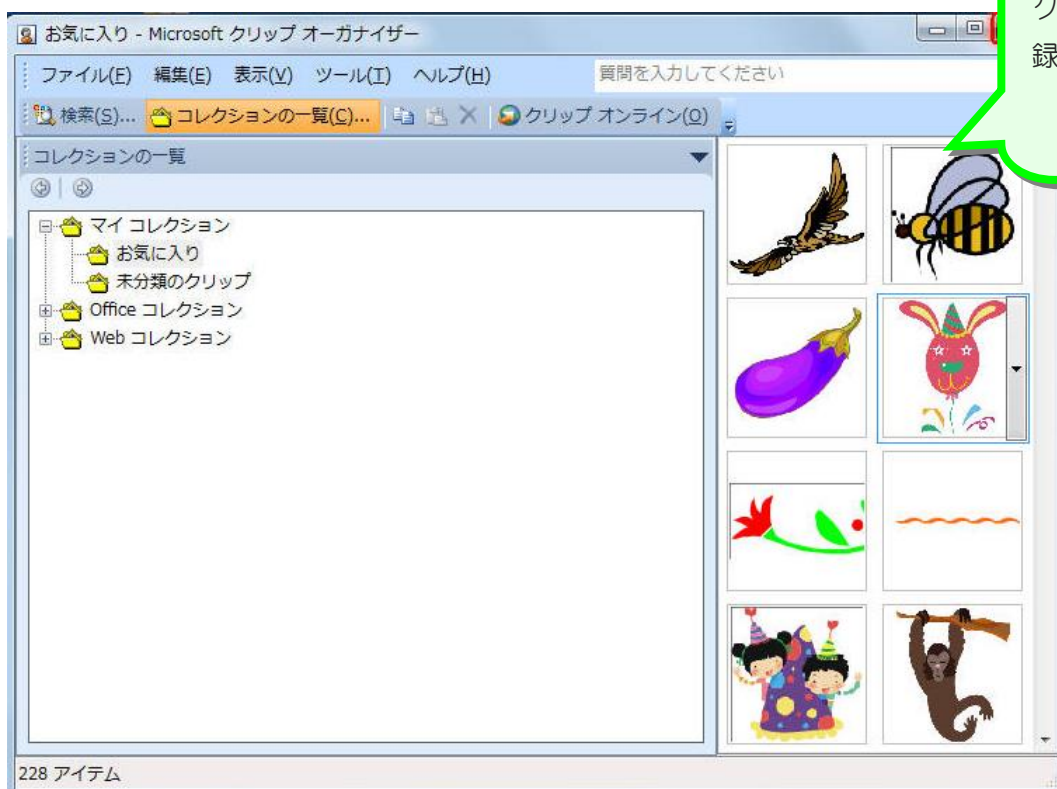 お気に入り - Microsoft クリップ オーガナイザー
録
ファイル(F) 編集(E) 表示(V) ツール(T) ヘルプ(H) 質問を入力してください
検索(S)... コレクションの一覧(C)... クリップ オンライン(O)
コレクションの一覧
マイ コレクション
お気に入り
未分類のクリップ
Office コレクション
Web コレクション
228 アイテム